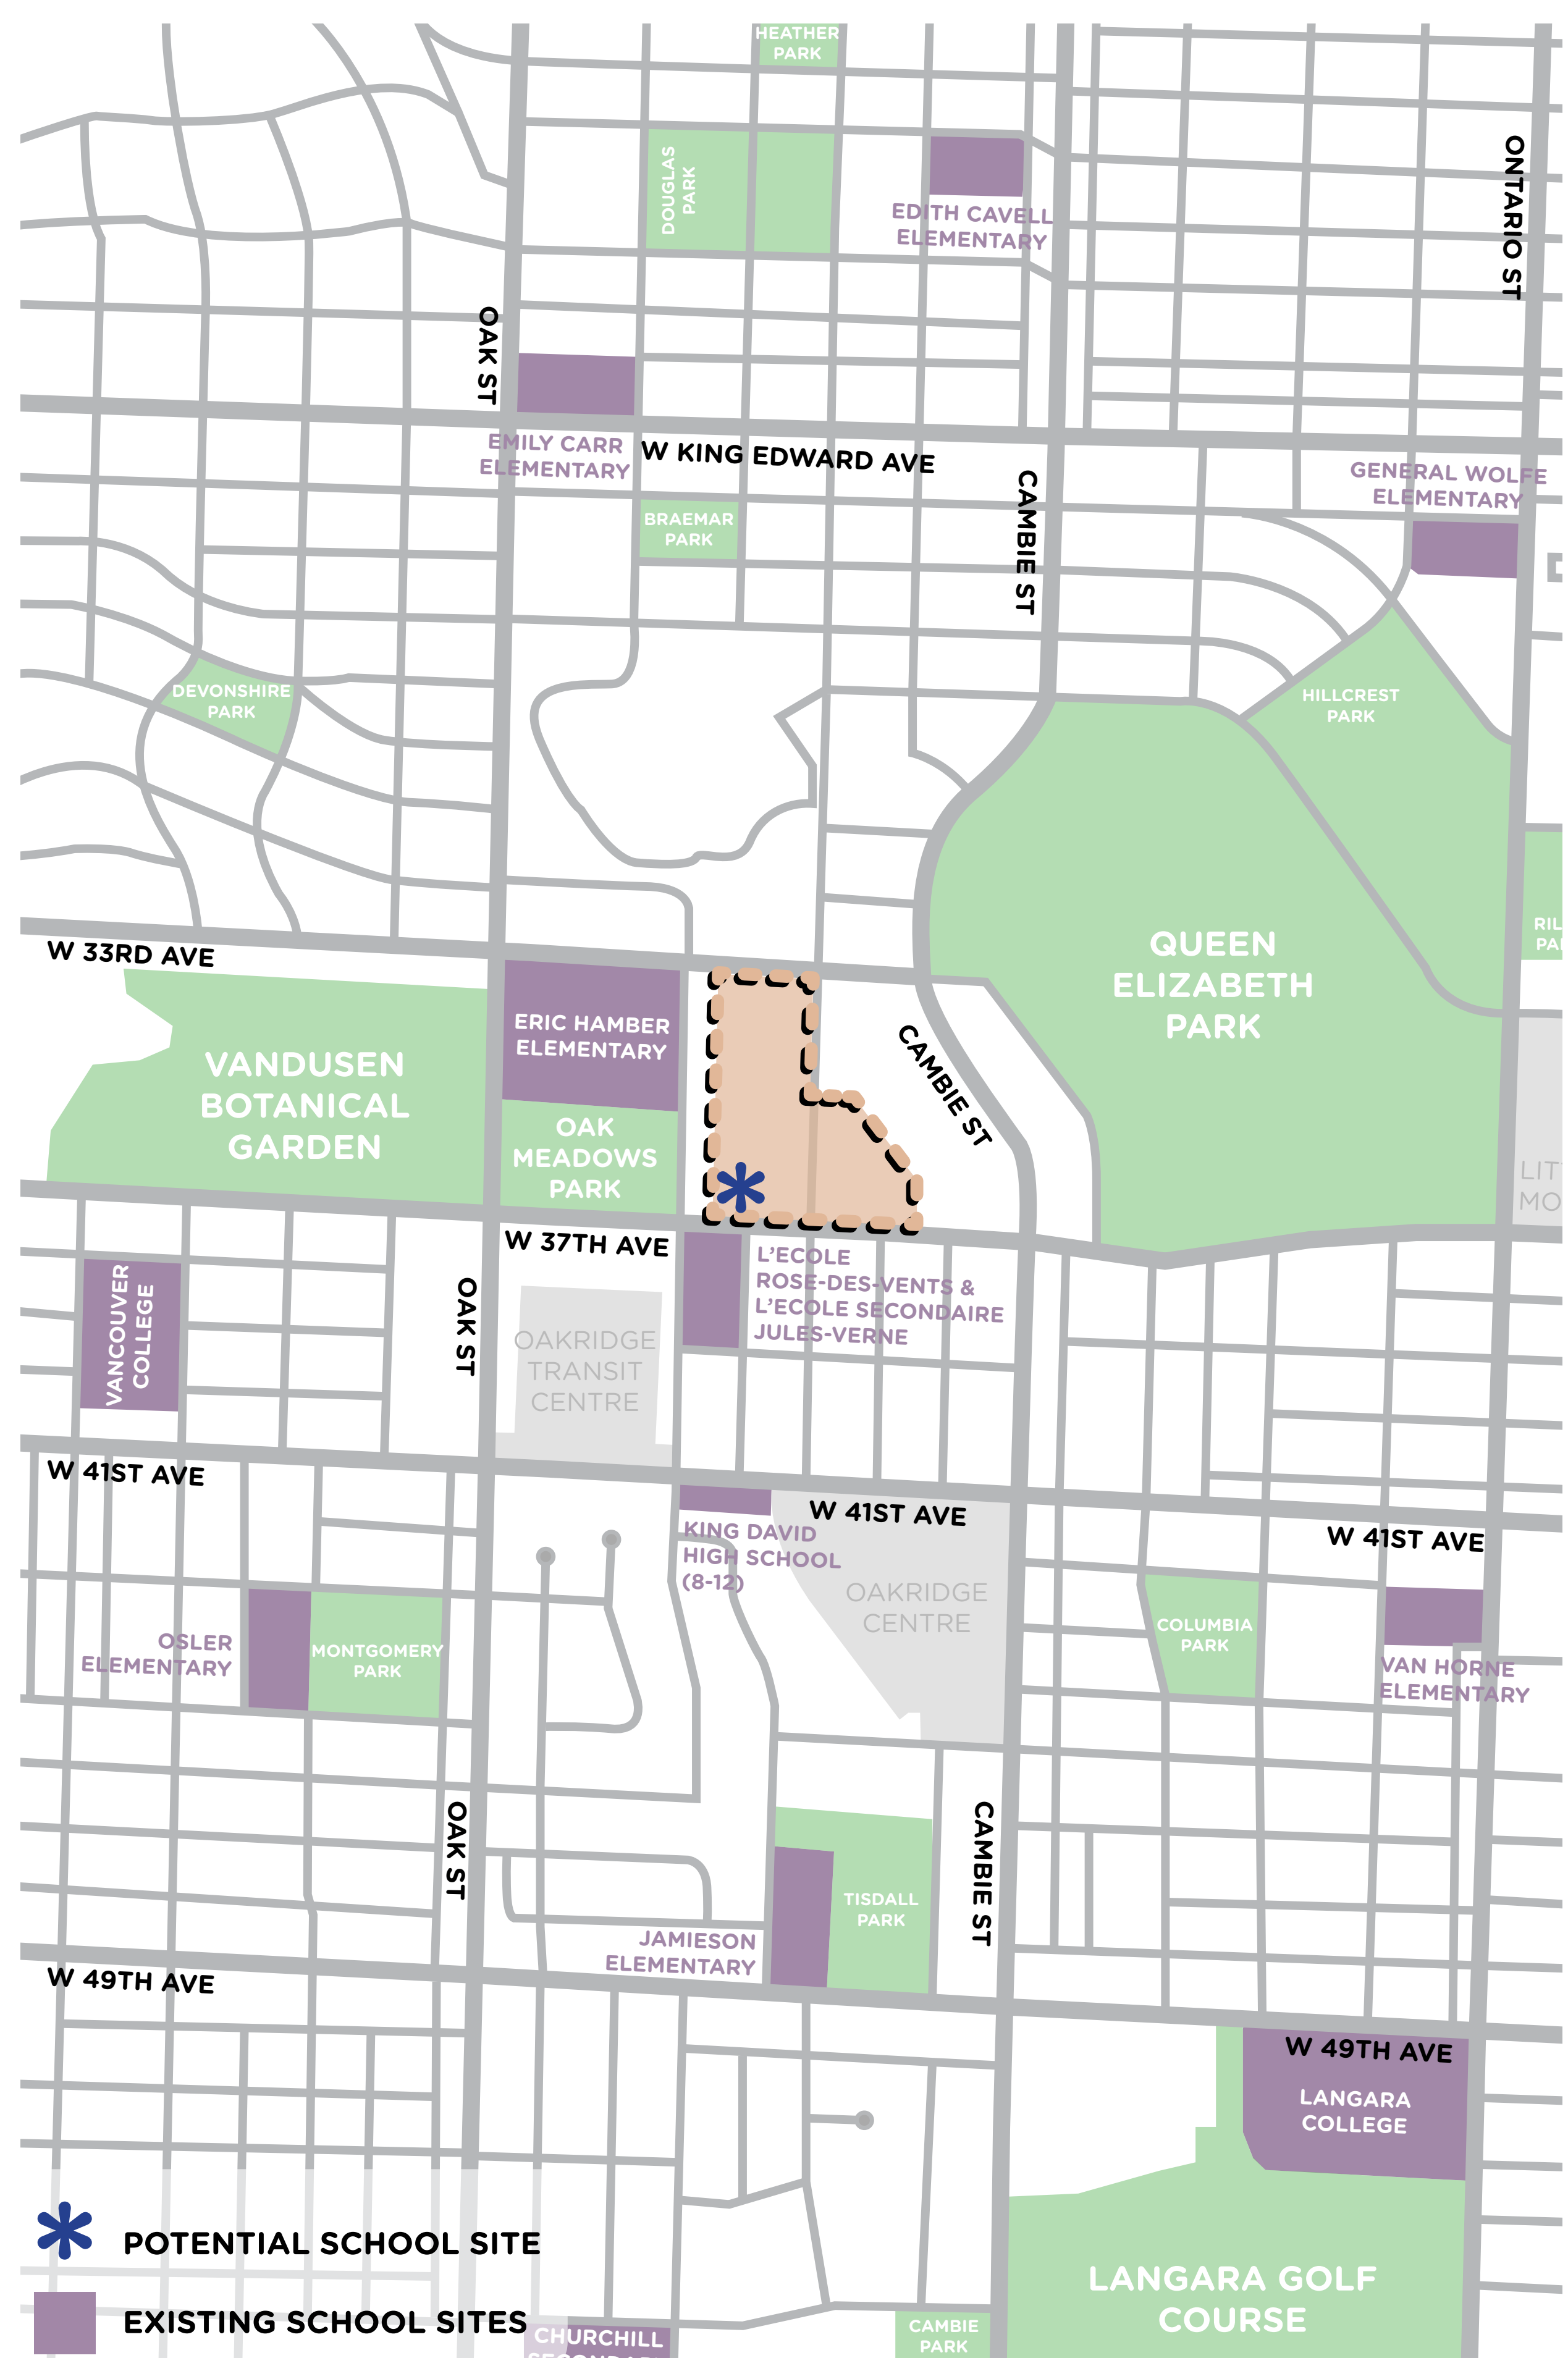 HEATHER
PARK
DOUGLAS
PARK
EDITH CAVELL
ELEMENTARY
ONTARIO ST
OAK ST
EMILY CARR
ELEMENTARY
W KING EDWARD AVE
CAMBIE ST
GENERAL WOLFE
ELEMENTARY
BRAEMAR
PARK
DEVONSHIRE
PARK
HILLCREST
PARK
W 33RD AVE
QUEEN
ELIZABETH
PARK
RIL
PA
ERIC HAMBER
ELEMENTARY
VANDUSEN
BOTANICAL
GARDEN
CAMBIE ST
OAK
MEADOWS
PARK
LIT
MO
W 37TH AVE
L'ECOLE
ROSE-DES-VENTS &
L'ECOLE SECONDAIRE
JULES-VERNE
VANCOUVER
COLLEGE
OAK ST
OAKRIDGE
TRANSIT
CENTRE
W 41ST AVE
W 41ST AVE
W 41ST AVE
KING DAVID
HIGH SCHOOL
(8-12)
OAKRIDGE
CENTRE
OSLER
ELEMENTARY
MONTGOMERY
PARK
COLUMBIA
PARK
VAN HORNE
ELEMENTARY
OAK ST
CAMBIE ST
TISDALL
PARK
JAMIESON
ELEMENTARY
W 49TH AVE
W 49TH AVE
LANGARA
COLLEGE
POTENTIAL SCHOOL SITE
LANGARA GOLF
COURSE
EXISTING SCHOOL SITES
CHURCHILL
CAMBIE
PARK